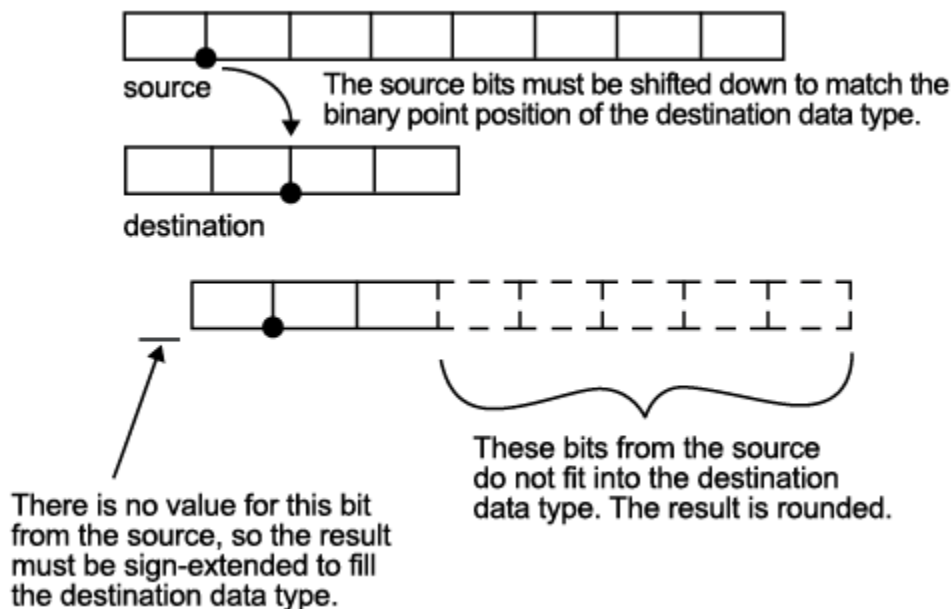 source
The source bits must be shifted down to match the
binary point position of the destination data type.
destination
These bits from the source
do not fit into the destination
data type. The result is rounded.
There is no value for this bit
from the source, so the result
must be sign-extended to fill
the destination data type.